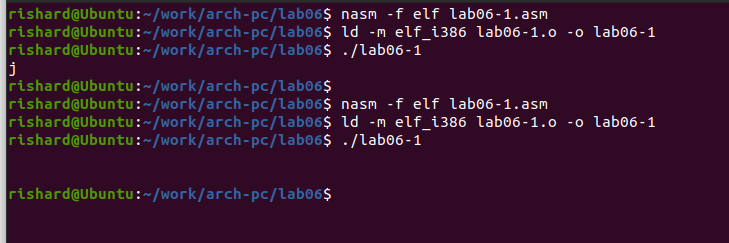 rishard@Ubuntu:~/work/arch-pc/lab06$ nasm -f elf lab06-1.asm
rishard@Ubuntu:~/work/arch-pc/lab06$ ld -m elf_i386 lab06-1.o -o lab06-1
rishard@Ubuntu:~/work/arch-pc/lab06$ ./lab06-1
j
rishard@Ubuntu:~/work/arch-pc/lab06$
rishard@Ubuntu:~/work/arch-pc/lab06$ nasm -f elf lab06-1.asm
rishard@Ubuntu:~/work/arch-pc/lab06$ ld -m elf_i386 lab06-1.o -o lab06-1
rishard@Ubuntu:~/work/arch-pc/lab06$ ./lab06-1
rishard@Ubuntu:~/work/arch-pc/lab06$